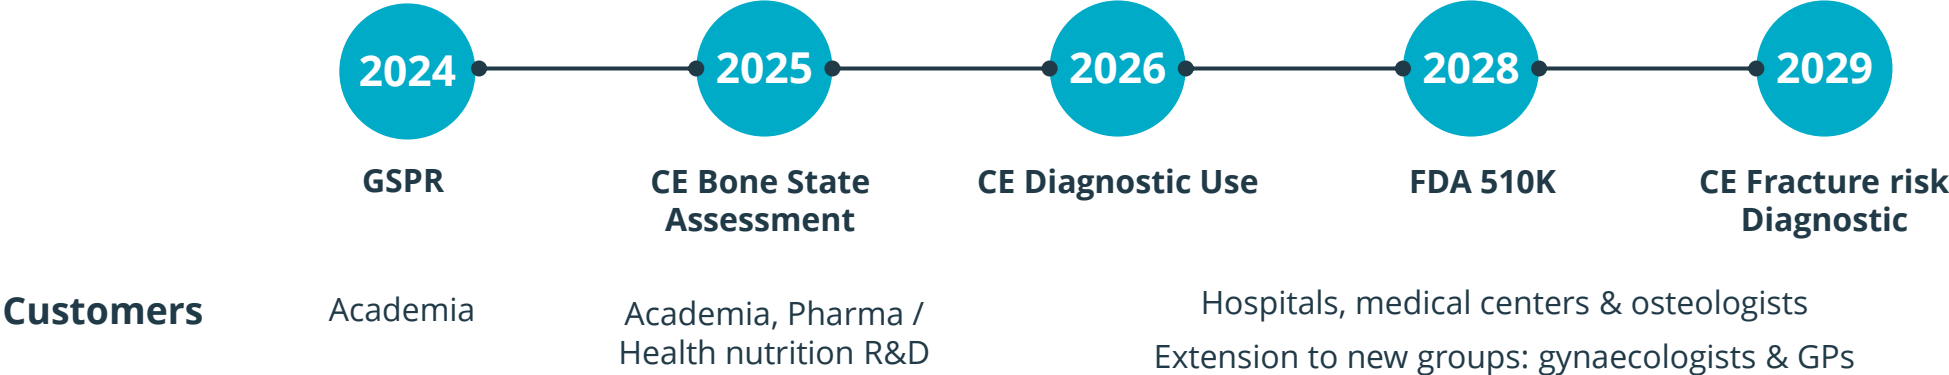 2024
2025
2026
2028
2029
GSPR
CE Bone State
Assessment
CE Diagnostic Use
FDA 510K
CE Fracture risk
Diagnostic
Customers
Academia
Academia, Pharma /
Health nutrition R&D
Hospitals, medical centers & osteologists
Extension to new groups: gynaecologists & GPs